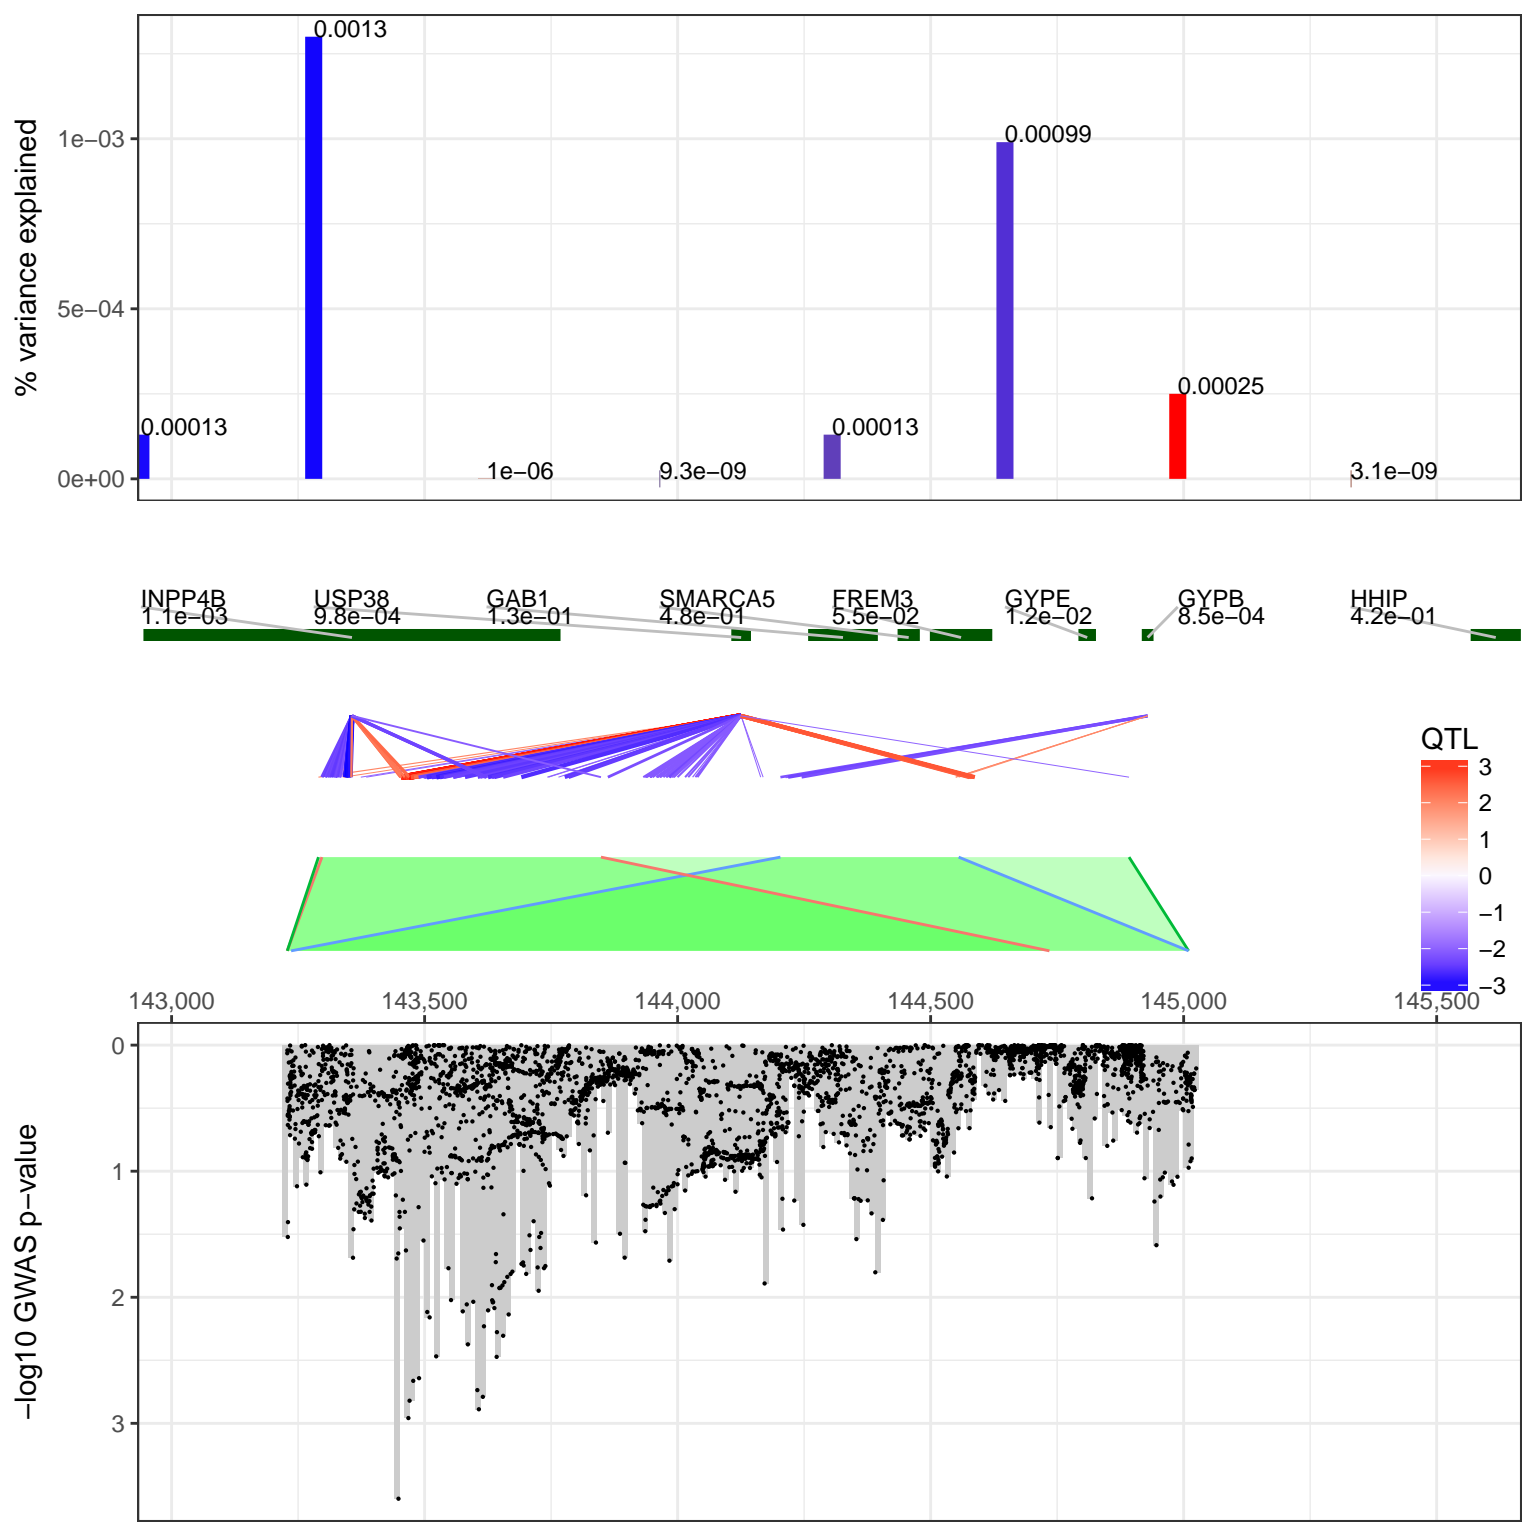 0.0013
0.00099
1e−03
% variance explained
5e−04
0.00025
0.00013
0.00013
1e−06
9.3e−09
3.1e−09
0e+00
INPP4B USP38 GAB1 SMARCA5 FREM3 GYPE GYPB HHIP
1.1e−03 9.8e−04 1.3e−01 4.8e−01 5.5e−02 1.2e−02 8.5e−04 4.2e−01
QTL
3
2
1
0
−1
−2
−3
143,000 143,500 144,000 144,500 145,000 145,500
0
1
2
3
−log10 GWAS p−value